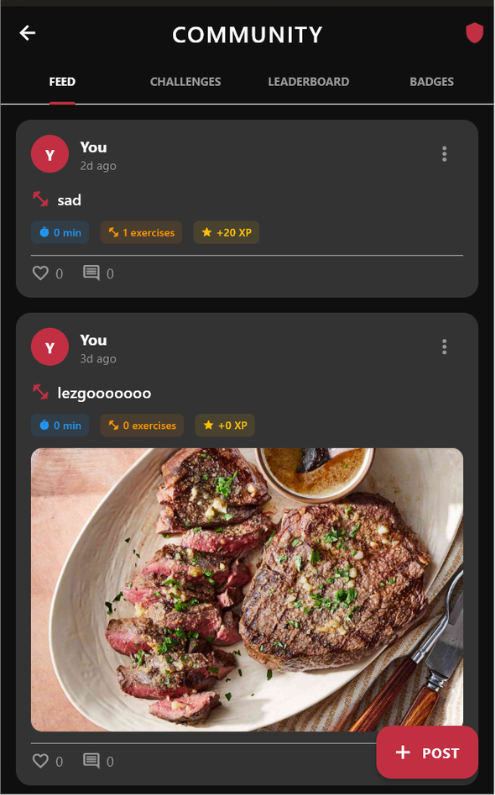 COMMUNITY
FEED CHALLENGES LEADERBOARD BADGES
Y You
2d ago
sad
0 min 1 exercises +20 XP
0 0
Y You
3d ago
lezgooooooo
0 min 0 exercises +0 XP
0 0
+ POST